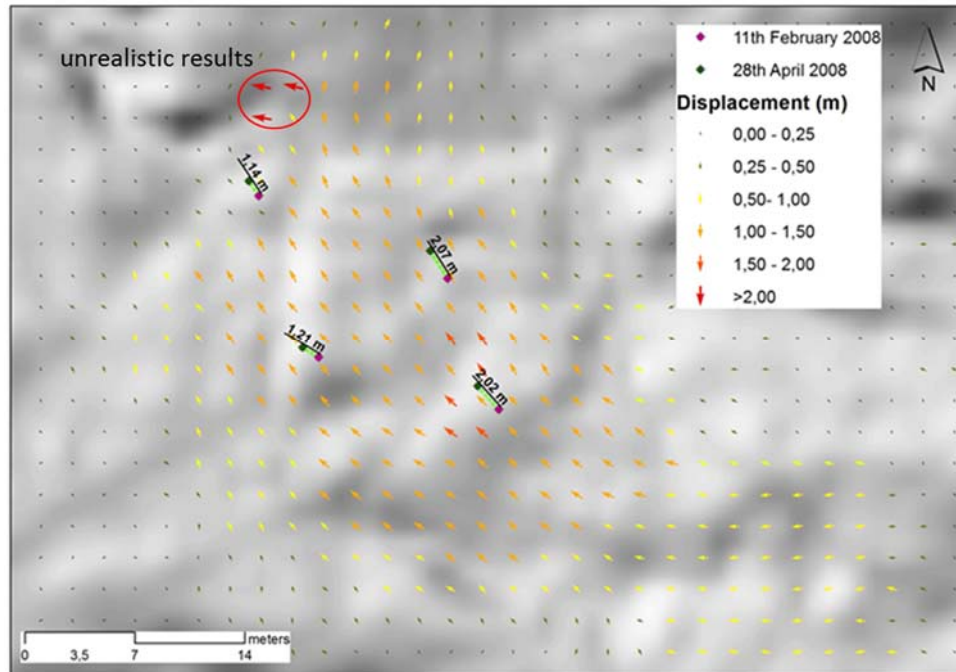 unrealistic results
11th February 2008
28th April 2008
N
Displacement (m)
0,00 - 0,25
0,25 - 0,50
0,50- 1,00
1,00 - 1,50
1,50 - 2,00
>2,00
1,14 m
2,07 m
1,21 m
2,02 m
meters
0 3,5 7 14